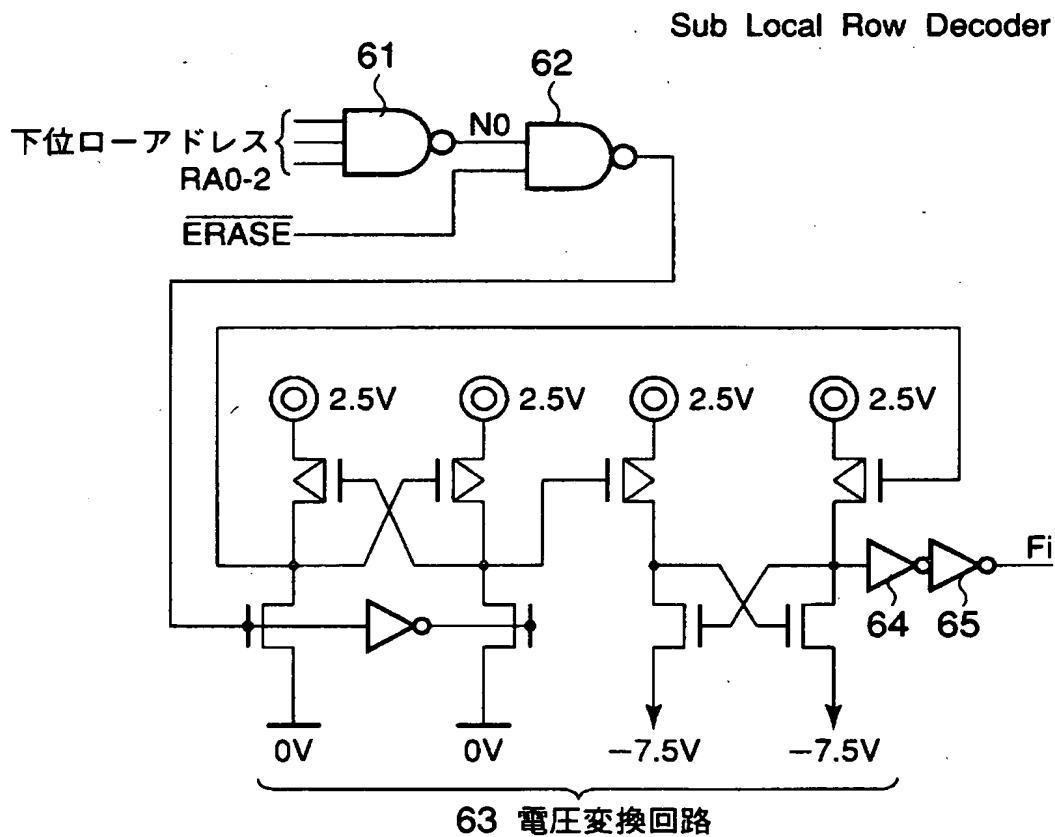 Sub Local Row Decoder
61
62
下位ローアドレス
RA0-2
N0
ERASE
2.5V
2.5V
2.5V
2.5V
Fi
64
65
0V
0V
−7.5V
−7.5V
63 電圧変換回路